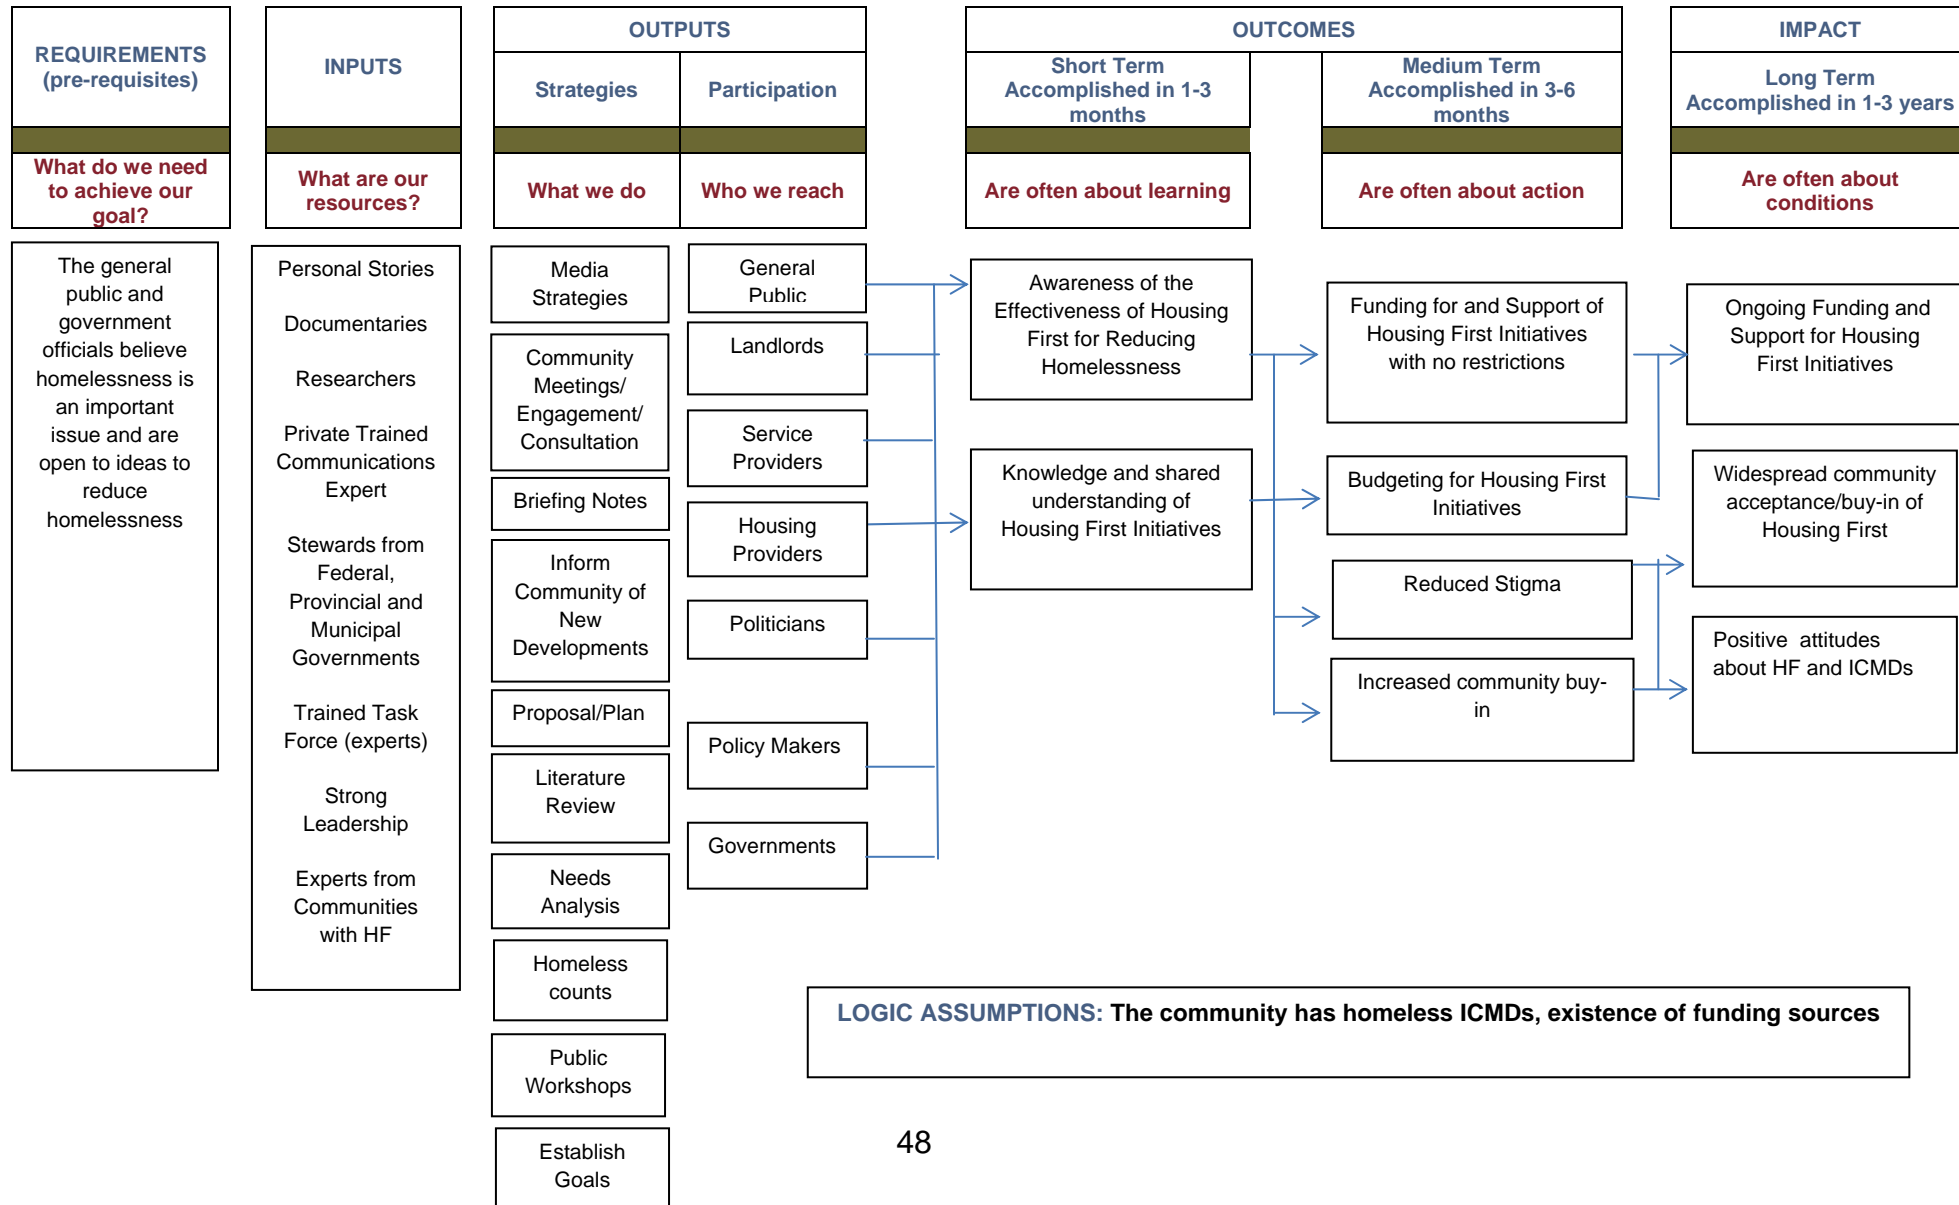 REQUIREMENTS
(pre-requisites)
What do we need
to achieve our
goal?
The general
public and
government
officials believe
homelessness is
an important
issue and are
open to ideas to
reduce
homelessness
INPUTS
What are our
resources?
Personal Stories
Documentaries
Researchers
Private Trained
Communications
Expert
Stewards from
Federal,
Provincial and
Municipal
Governments
Trained Task
Force (experts)
Strong
Leadership
Experts from
Communities
with HF
OUTPUTS
Strategies
What we do
Media
Strategies
Community
Meetings/
Engagement/
Consultation
Briefing Notes
Inform
Community of
New
Developments
Proposal/Plan
Literature
Review
Needs
Analysis
Homeless
counts
Public
Workshops
Establish
Goals
Participation
Who we reach
General
Public
Landlords
Service
Providers
Housing
Providers
Politicians
Policy Makers
Governments
OUTCOMES
Short Term
Accomplished in 1-3
months
Are often about learning
Awareness of the
Effectiveness of Housing
First for Reducing
Homelessness
Knowledge and shared
understanding of
Housing First Initiatives
Medium Term
Accomplished in 3-6
months
Are often about action
Funding for and Support of
Housing First Initiatives
with no restrictions
Budgeting for Housing First
Initiatives
Reduced Stigma
Increased community buy-
in
IMPACT
Long Term
Accomplished in 1-3 years
Are often about
conditions
Ongoing Funding and
Support for Housing
First Initiatives
Widespread community
acceptance/buy-in of
Housing First
Positive attitudes
about HF and ICMDs
LOGIC ASSUMPTIONS: The community has homeless ICMDs, existence of funding sources
48